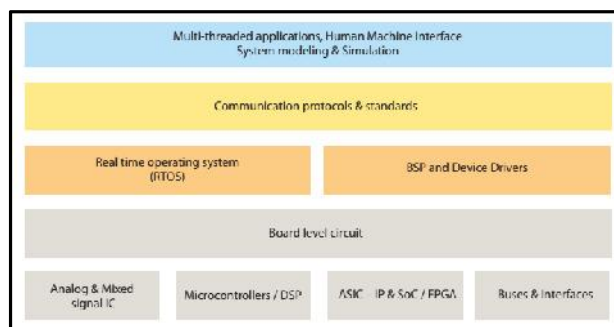 Multi-threaded applications, Human Machine Interface
System modeling & Simulation
Communication protocols & standards
Real time operating system
(RTOS)
BSP and Device Drivers
Board level circuit
Analog & Mixed
signal IC
Microcontrollers / DSP
ASIC – IP & SoC / FPGA
Buses & Interfaces